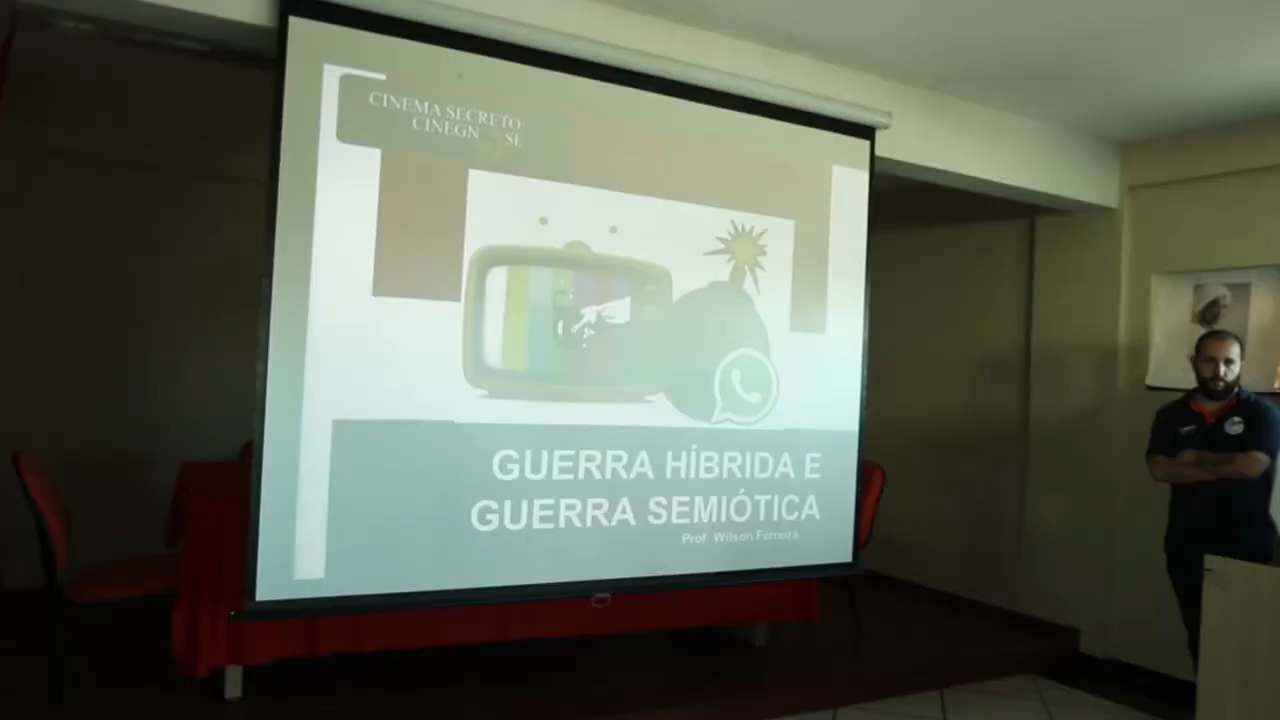 CINEMA SECRETO
GUERRA HÍBRIDA E
GUERRA SEMIÓTICA
Prof Wilson Ferreira